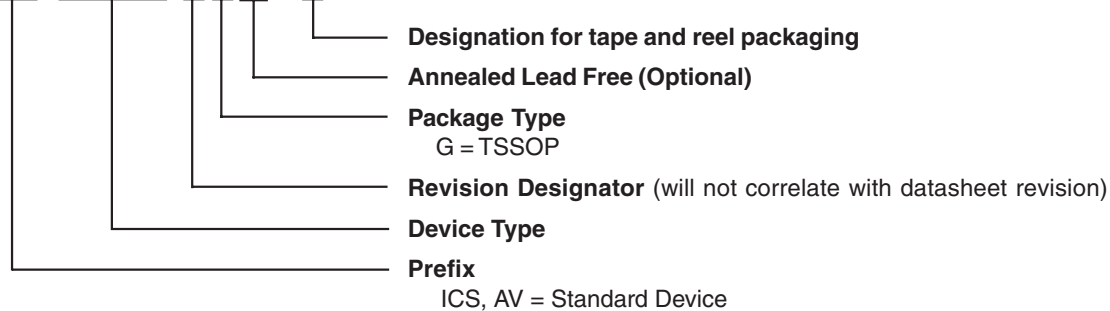 Designation for tape and reel packaging
Annealed Lead Free (Optional)
Package Type
G = TSSOP
Revision Designator (will not correlate with datasheet revision)
Device Type
Prefix
ICS, AV = Standard Device